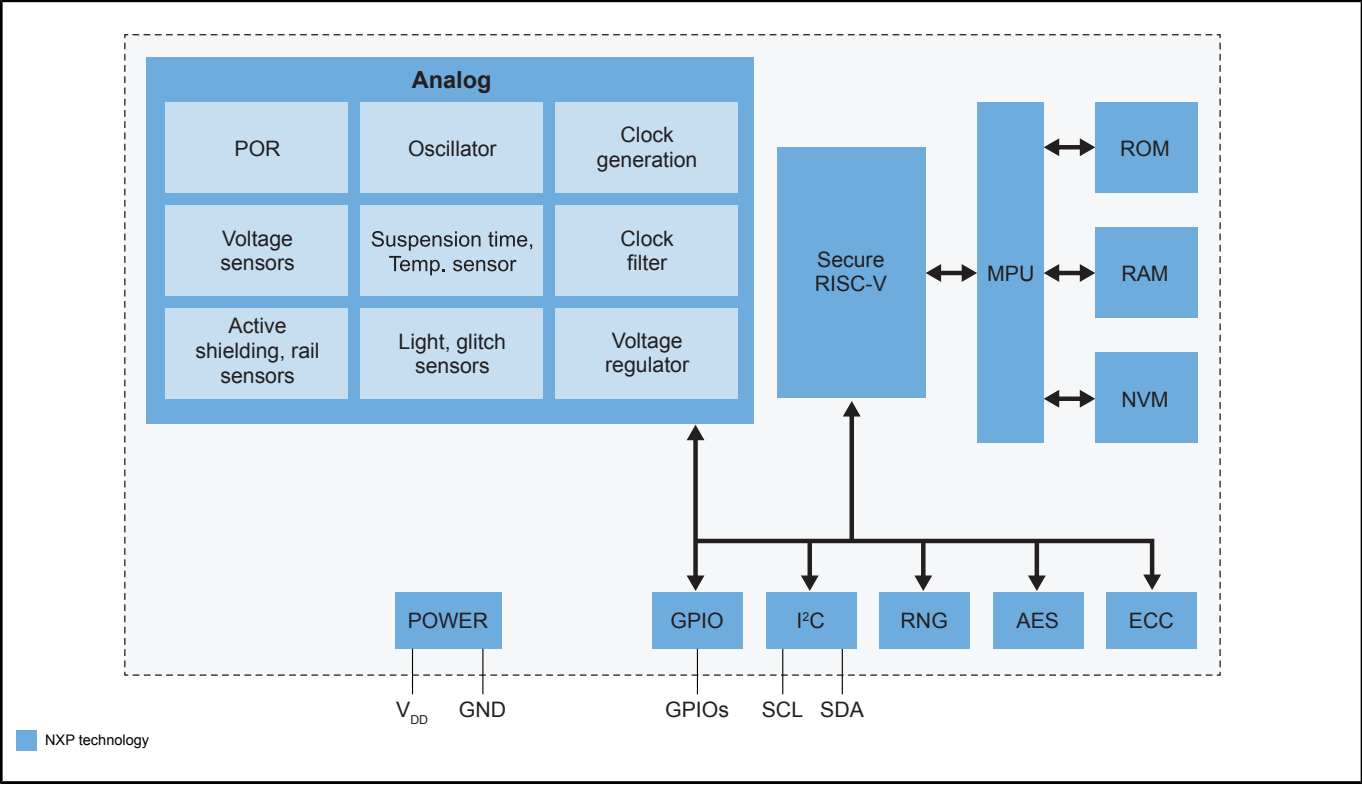 Analog
POR
Oscillator
Clock
generation
Voltage
sensors
Suspension time,
Temp. sensor
Clock
filter
Active
shielding, rail
sensors
Light, glitch
sensors
Voltage
regulator
Secure
RISC-V
MPU
ROM
RAM
NVM
POWER
GPIO
I²C
RNG
AES
ECC
VDD
GND
GPIOs
SCL
SDA
NXP technology